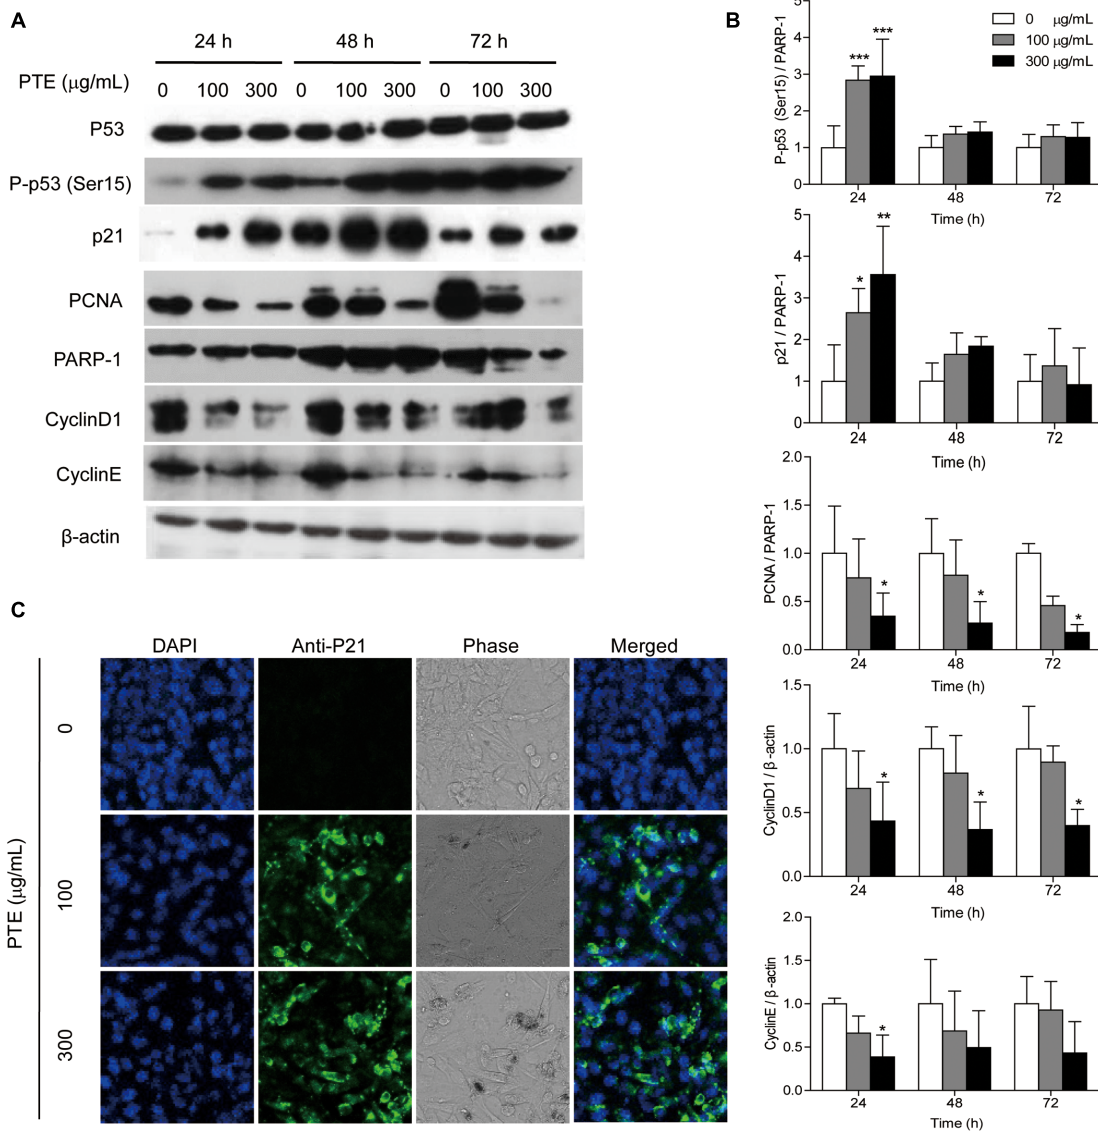 A
24 h 48 h 72 h
PTE (μg/mL) 0 100 300 0 100 300 0 100 300
P53
P-p53 (Ser15)
p21
PCNA
PARP-1
CyclinD1
CyclinE
β-actin
B
0 μg/mL
100 μg/mL
300 μg/mL
P-p53 (Ser15) / PARP-1
5
4
3
2
1
0
*** ***
24 48 72
Time (h)
p21 / PARP-1
5
4
3
2
1
0
* **
24 48 72
Time (h)
PCNA / PARP-1
2.0
1.5
1.0
0.5
0.0
* * *
24 48 72
Time (h)
CyclinD1 / β-actin
1.5
1.0
0.5
0.0
* * *
24 48 72
Time (h)
CyclinE / β-actin
2.0
1.5
1.0
0.5
0.0
*
24 48 72
Time (h)
C
DAPI Anti-P21 Phase Merged
PTE (μg/mL)
0
100
300